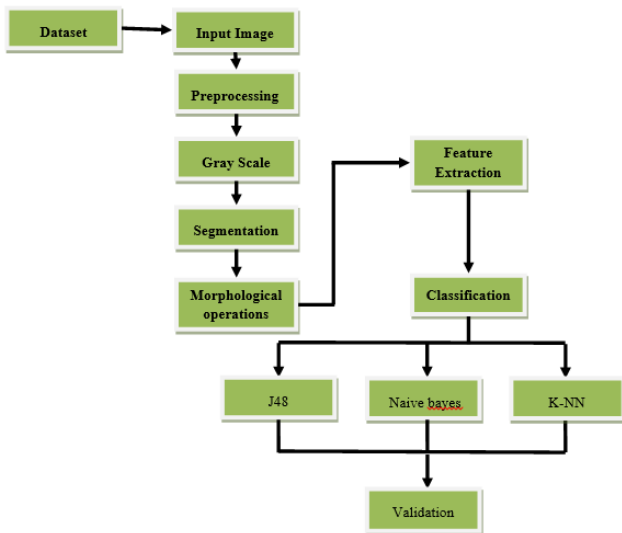 Dataset
Input Image
Preprocessing
Gray Scale
Segmentation
Morphological
operations
Feature
Extraction
Classification
J48
Naive bayes
K-NN
Validation